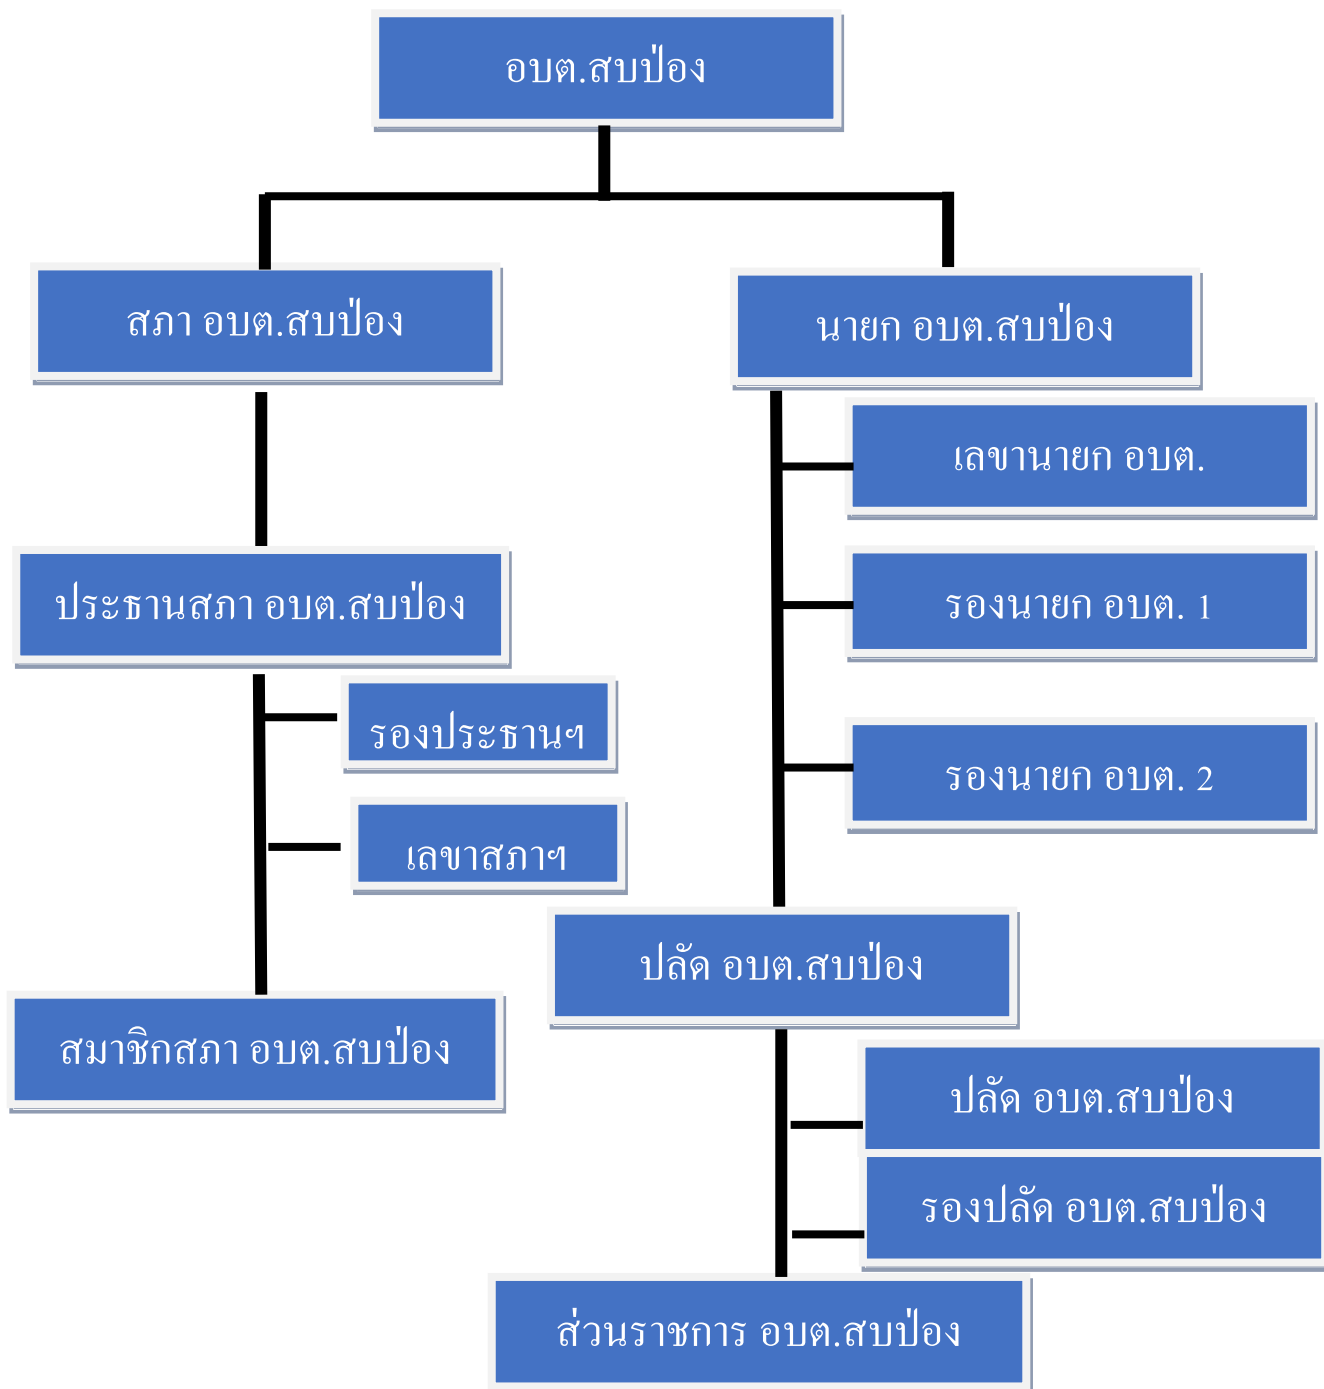 อบต.สบป่อง
สภา อบต.สบป่อง
นายก อบต.สบป่อง
เลขานายก อบต.
ประธานสภา อบต.สบป่อง
รองนายก อบต. 1
รองประธานฯ
รองนายก อบต. 2
เลขาสภาฯ
ปลัด อบต.สบป่อง
สมาชิกสภา อบต.สบป่อง
ปลัด อบต.สบป่อง
รองปลัด อบต.สบป่อง
ส่วนราชการ อบต.สบป่อง